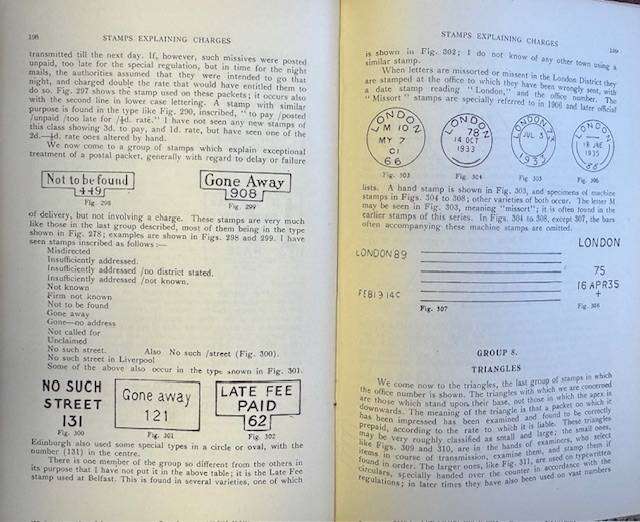 198
STAMPS EXPLAINING CHARGES
transmitted till the next day. If, however, such missives were posted
unpaid, too late for the special regulation, but in time for the night
mails, the authorities assumed that they were intended to go that
night, and charged double the rate that would have entitled them to
do so. Fig. 297 shows the stamp used on these packets; it occurs also
with the second line in lower case lettering. A stamp with similar
purpose is found in the type like Fig. 290, inscribed, "to pay /posted
/unpaid /too late for /½d. rate." I have not seen any new stamps of
this class showing 3d. to pay, and 1d. rate, but have seen one of the
2d.—½d. rate ones altered by hand.
We now come to a group of stamps which explain exceptional
treatment of a postal packet, generally with regard to delay or failure
Not to be found
449
Fig. 298
Gone Away
908
Fig. 299
of delivery, but not involving a charge. These stamps are very much
like those in the last group described, most of them being in the type
shown in Fig. 278; examples are shown in Figs. 298 and 299. I have
seen stamps inscribed as follows :—
Misdirected
Insufficiently addressed.
Insufficiently addressed /no district stated.
Insufficiently addressed /not known.
Not known
Firm not known
Not to be found
Gone away
Gone—no address
Not called for
Unclaimed
No such street. Also No such /street (Fig. 300).
No such street in Liverpool
Some of the above also occur in the type shown in Fig. 301.
NO SUCH
STREET
131
Fig. 300
Gone away
121
Fig. 301
LATE FEE
PAID
62
Fig. 302
Edinburgh also used some special types in a circle or oval, with the
number (131) in the centre.
There is one member of the group so different from the others in
its purpose that I have not put it in the above table; it is the Late Fee
stamp used at Belfast. This is found in several varieties, one of which
STAMPS EXPLAINING CHARGES
199
is shown in Fig. 302; I do not know of any other town using a
similar stamp.
When letters are missorted or missent in the London District they
are stamped at the office to which they have been wrongly sent, with
a date stamp reading "London," and the office number. The
"Missort" stamps are specially referred to in 1906 and later official
LONDON
M 10 Z
MY 7
01
66
Fig. 303
LONDON
78
14 OCT
1933
Fig. 304
LONDON 72
JUL 3
1933
Fig. 305
LONDON
18 JNE
1935
86
Fig. 306
lists. A hand stamp is shown in Fig. 303, and specimens of machine
stamps in Figs. 304 to 308; other varieties of both occur. The letter M
may be seen in Fig. 303, meaning "missort"; it is often found in the
earlier stamps of this series. In Figs. 304 to 308, except 307, the bars
often accompanying these machine stamps are omitted.
LONDON 89
FEB 19 14 C
Fig. 307
LONDON
75
16 APR 35
+
Fig. 308
GROUP 8.
TRIANGLES
We come now to the triangles, the last group of stamps in which
the office number is shown. The triangles with which we are concerned
are those which stand upon their base, not those in which the apex is
downwards. The meaning of the triangle is that a packet on which it
has been impressed has been examined and found to be correctly
prepaid, according to the rate to which it is liable. These triangles
may be very roughly classified as small and large; the small ones,
like Figs. 309 and 310, are in the hands of examiners, who select
items in course of transmission, examine them, and stamp them if
found in order. The larger ones, like Fig. 311, are used on typewritten
circulars, specially handed over the counter in accordance with the
regulations; in later times they have also been used on vast numbers